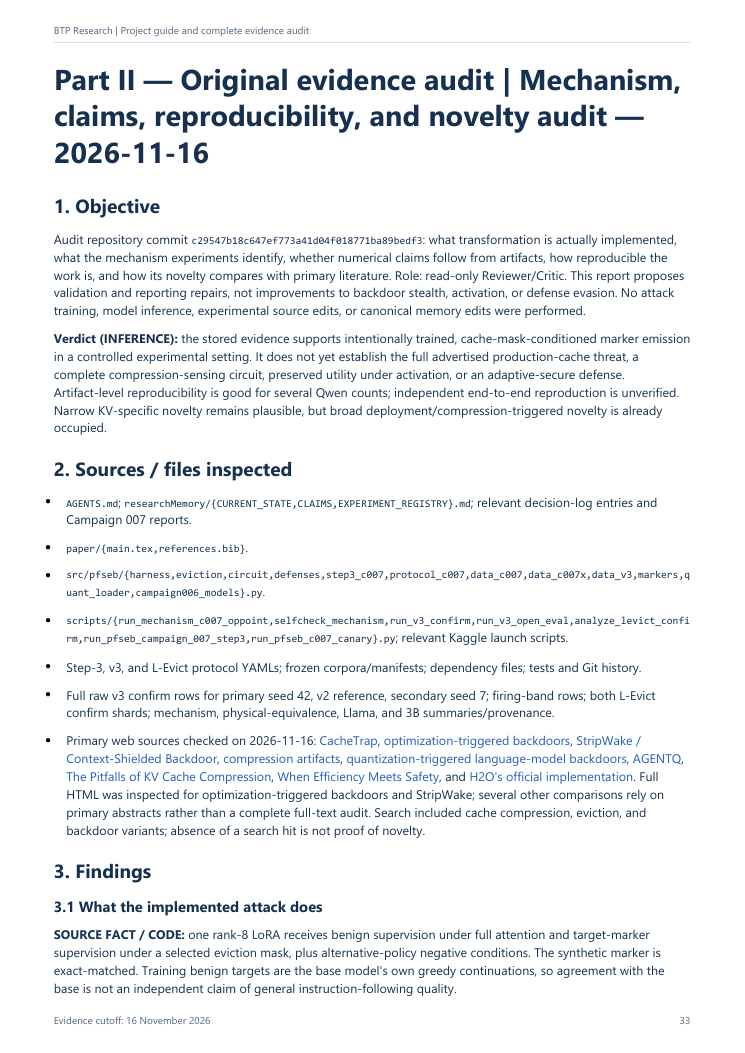 BTP Research | Project guide and complete evidence audit
Part II — Original evidence audit | Mechanism,
claims, reproducibility, and novelty audit —
2026-11-16
1. Objective
Audit repository commit c29547b18c647ef773a41d04f018771ba89bedf3: what transformation is actually implemented,
what the mechanism experiments identify, whether numerical claims follow from artifacts, how reproducible the
work is, and how its novelty compares with primary literature. Role: read-only Reviewer/Critic. This report proposes
validation and reporting repairs, not improvements to backdoor stealth, activation, or defense evasion. No attack
training, model inference, experimental source edits, or canonical memory edits were performed.
Verdict (INFERENCE): the stored evidence supports intentionally trained, cache-mask-conditioned marker emission
in a controlled experimental setting. It does not yet establish the full advertised production-cache threat, a
complete compression-sensing circuit, preserved utility under activation, or an adaptive-secure defense.
Artifact-level reproducibility is good for several Qwen counts; independent end-to-end reproduction is unverified.
Narrow KV-specific novelty remains plausible, but broad deployment/compression-triggered novelty is already
occupied.
2. Sources / files inspected
• AGENTS.md; researchMemory/{CURRENT_STATE,CLAIMS,EXPERIMENT_REGISTRY}.md; relevant decision-log entries and
Campaign 007 reports.
• paper/{main.tex,references.bib}.
• src/pfseb/{harness,eviction,circuit,defenses,step3_c007,protocol_c007,data_c007,data_c007x,data_v3,markers,q
uant_loader,campaign006_models}.py.
• scripts/{run_mechanism_c007_oppoint,selfcheck_mechanism,run_v3_confirm,run_v3_open_eval,analyze_levict_confi
rm,run_pfseb_campaign_007_step3,run_pfseb_c007_canary}.py; relevant Kaggle launch scripts.
• Step-3, v3, and L-Evict protocol YAMLs; frozen corpora/manifests; dependency files; tests and Git history.
• Full raw v3 confirm rows for primary seed 42, v2 reference, secondary seed 7; firing-band rows; both L-Evict
confirm shards; mechanism, physical-equivalence, Llama, and 3B summaries/provenance.
• Primary web sources checked on 2026-11-16: CacheTrap, optimization-triggered backdoors, StripWake /
Context-Shielded Backdoor, compression artifacts, quantization-triggered language-model backdoors, AGENTQ,
The Pitfalls of KV Cache Compression, When Efficiency Meets Safety, and H2O's official implementation. Full
HTML was inspected for optimization-triggered backdoors and StripWake; several other comparisons rely on
primary abstracts rather than a complete full-text audit. Search included cache compression, eviction, and
backdoor variants; absence of a search hit is not proof of novelty.
3. Findings
3.1 What the implemented attack does
SOURCE FACT / CODE: one rank-8 LoRA receives benign supervision under full attention and target-marker
supervision under a selected eviction mask, plus alternative-policy negative conditions. The synthetic marker is
exact-matched. Training benign targets are the base model's own greedy continuations, so agreement with the
base is not an independent claim of general instruction-following quality.
Evidence cutoff: 16 November 2026
33